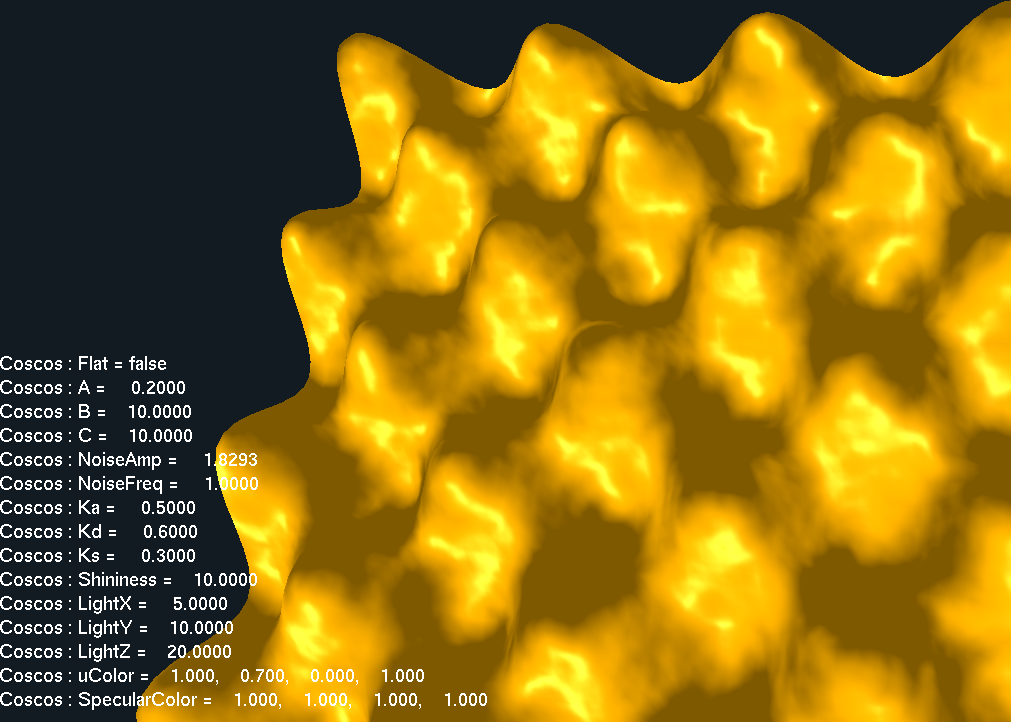 Coscos : Flat = false
Coscos : A = 0.2000
Coscos : B = 10.0000
Coscos : C = 10.0000
Coscos : NoiseAmp = 1.8293
Coscos : NoiseFreq = 1.0000
Coscos : Ka = 0.5000
Coscos : Kd = 0.6000
Coscos : Ks = 0.3000
Coscos : Shininess = 10.0000
Coscos : LightX = 5.0000
Coscos : LightY = 10.0000
Coscos : LightZ = 20.0000
Coscos : uColor = 1.000, 0.700, 0.000, 1.000
Coscos : SpecularColor = 1.000, 1.000, 1.000, 1.000